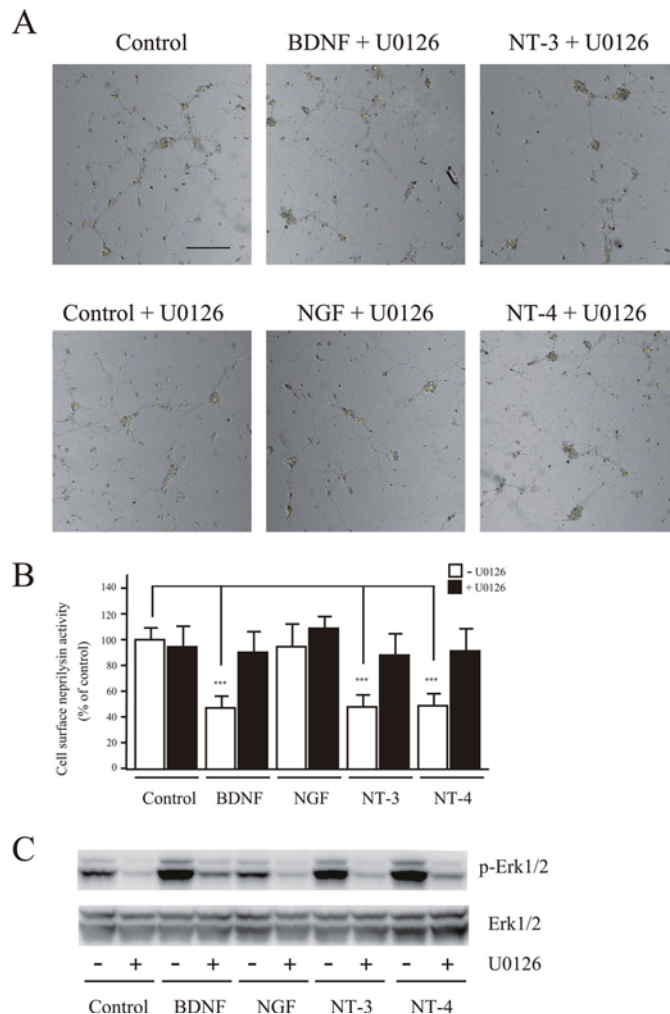 A
Control
BDNF + U0126
NT-3 + U0126
Control + U0126
NGF + U0126
NT-4 + U0126
B
- U0126
+ U0126
Cell surface neprilysin activity
(% of control)
140
120
100
80
60
40
20
0
*** *** ***
Control BDNF NGF NT-3 NT-4
C
p-Erk1/2
Erk1/2
- + - + - + - + - + U0126
Control BDNF NGF NT-3 NT-4